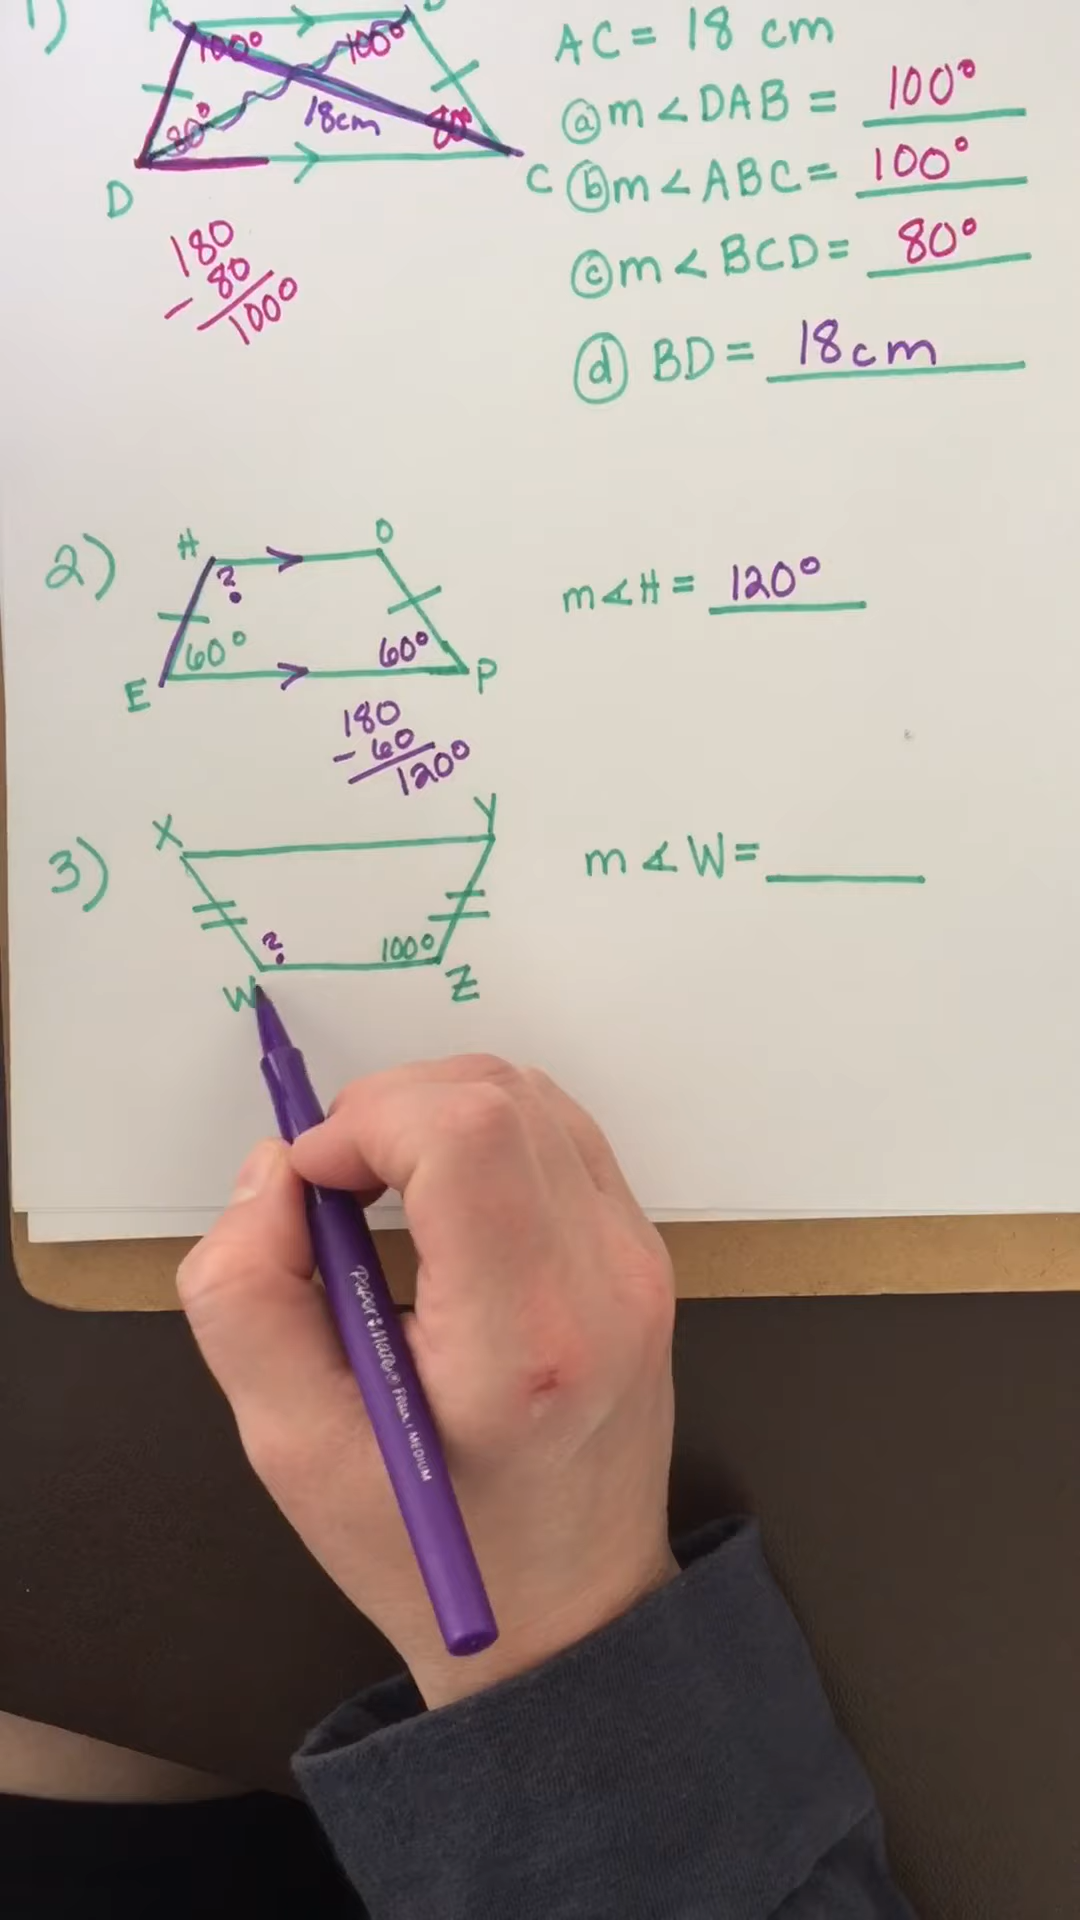 1)
A
100°
100°
80°
18cm
80°
D
C
180
- 80
100°
AC = 18 cm
ⓐ m∠DAB = 100°
ⓑ m∠ABC = 100°
ⓒ m∠BCD = 80°
ⓓ BD = 18cm
2)
H
O
?
60°
60°
E
P
180
- 60
120°
m∡H = 120°
3)
X
Y
?
100°
W
Z
m∡W =
Paper:Mate® FLAIR, MEDIUM